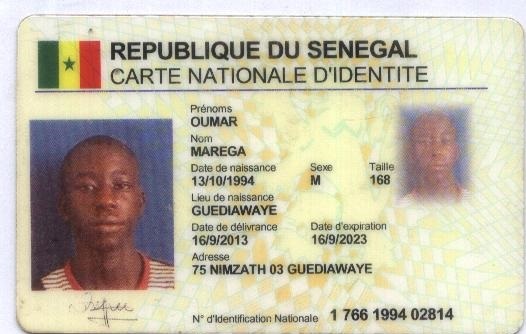 REPUBLIQUE DU SENEGAL
CARTE NATIONALE D'IDENTITE
Prénoms
OUMAR
Nom
MAREGA
Date de naissance Sexe Taille
13/10/1994 M 168
Lieu de naissance
GUEDIAWAYE
Date de délivrance Date d'expiration
16/9/2013 16/9/2023
Adresse
75 NIMZATH 03 GUEDIAWAYE
N° d'Identification Nationale 1 766 1994 02814